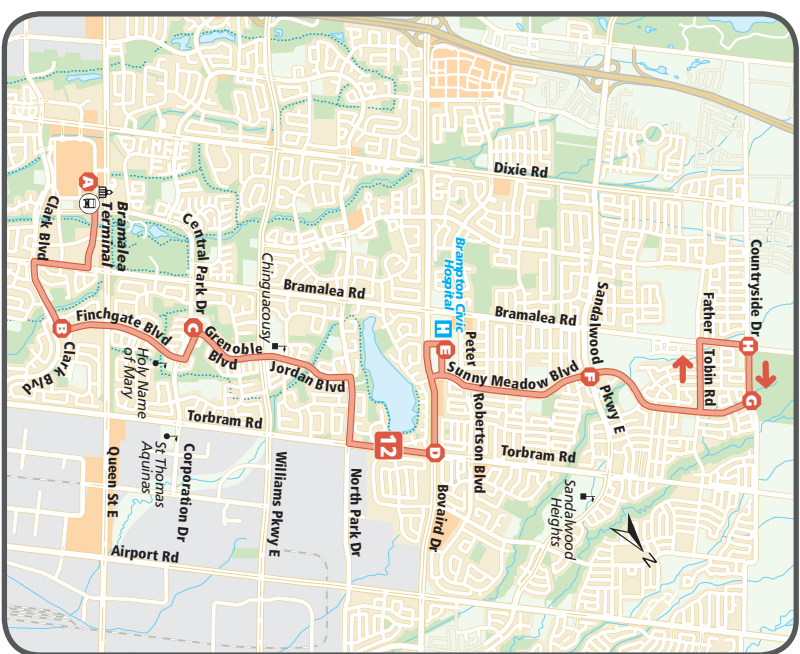 Dixie Rd
A
Bramalea
Terminal
Clark Blvd
Central Park Dr
Chinguacousy
Bramalea Rd
Brampton Civic
Hospital
H
Bramalea Rd
Sandalwood
Pkwy E
Countryside Dr
Father
Tobin Rd
H
G
B
Finchgate Blvd
C
Grenoble
Blvd
Jordan Blvd
E
Peter
Robertson Blvd
Sunny Meadow Blvd
F
Clark Blvd
Holy Name
of Mary
Torbram Rd
12
D
Torbram Rd
Queen St E
St Thomas
Aquinas
Corporation Dr
Williams Pkwy E
North Park Dr
Bovaird Dr
Sandalwood
Heights
N
Airport Rd